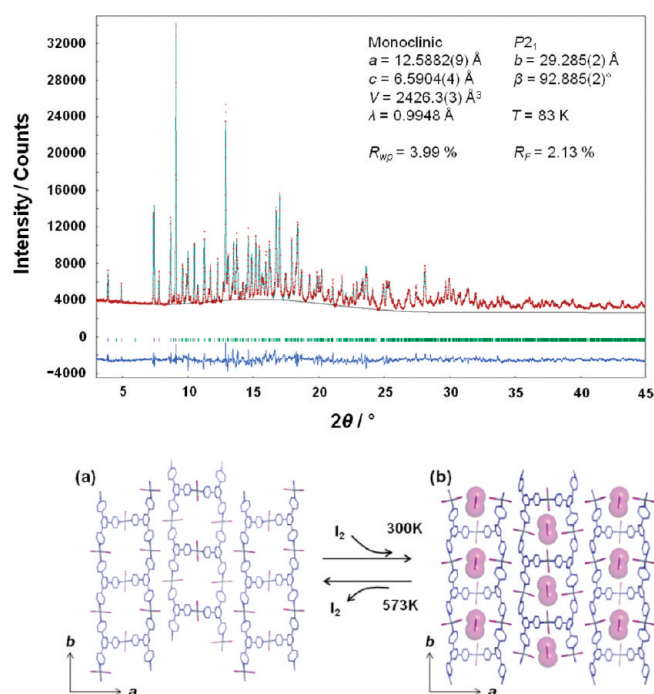 Intensity / Counts
32000
28000
24000
20000
16000
12000
8000
4000
0
−4000
Monoclinic P2₁
a = 12.5882(9) Å b = 29.285(2) Å
c = 6.5904(4) Å β = 92.885(2)°
V = 2426.3(3) Å³
λ = 0.9948 Å T = 83 K
R_wp = 3.99 % R_F = 2.13 %
5 10 15 20 25 30 35 40 45
2θ / °
(a)
b
a
I₂ 300K
I₂ 573K
(b)
b
a